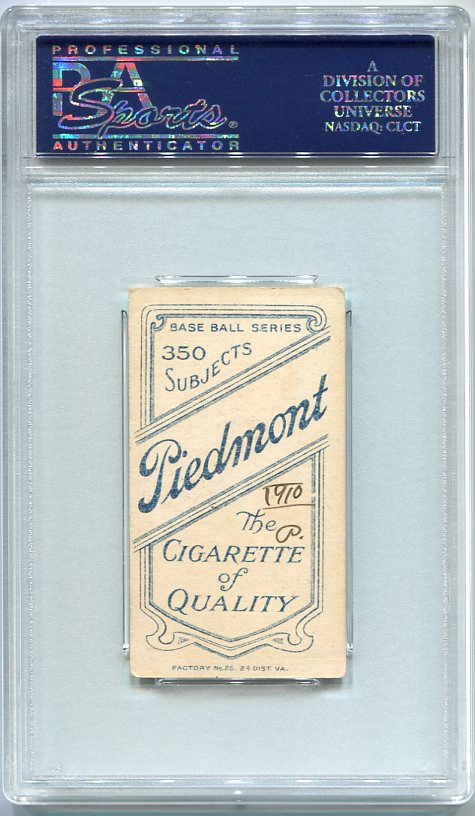 PROFESSIONAL
PSA
Sports®
AUTHENTICATOR
A
DIVISION OF
COLLECTORS
UNIVERSE
NASDAQ: CLCT
BASE BALL SERIES
350
SUBJECTS
Piedmont
1910
The
P.
CIGARETTE
of
QUALITY
FACTORY No. 25, 2nd DIST. VA.